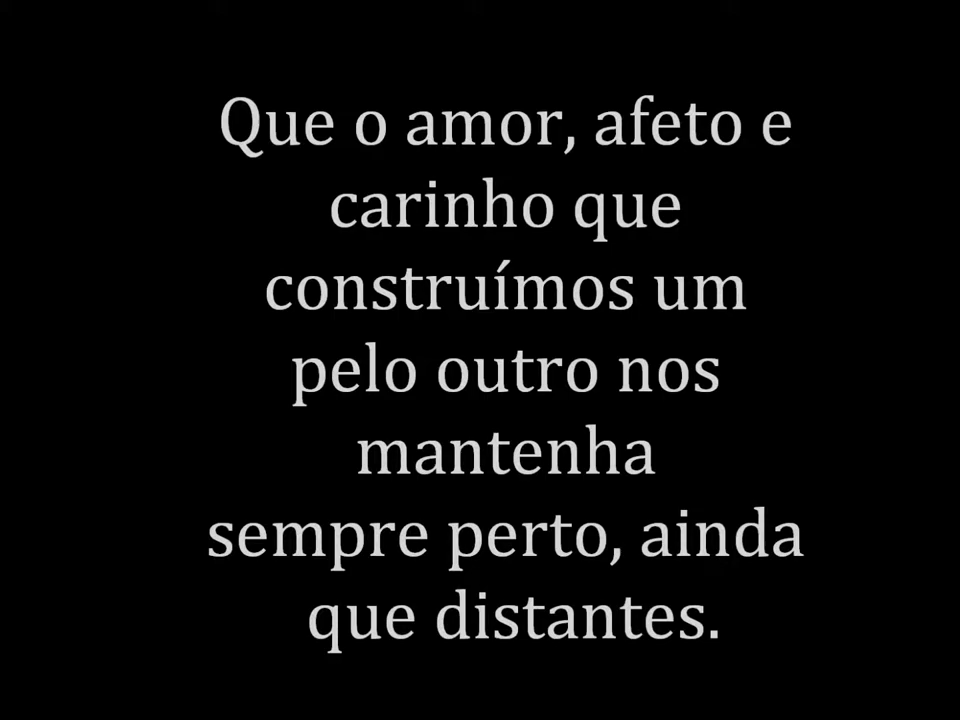 Que o amor, afeto e
carinho que
construímos um
pelo outro nos
mantenha
sempre perto, ainda
que distantes.